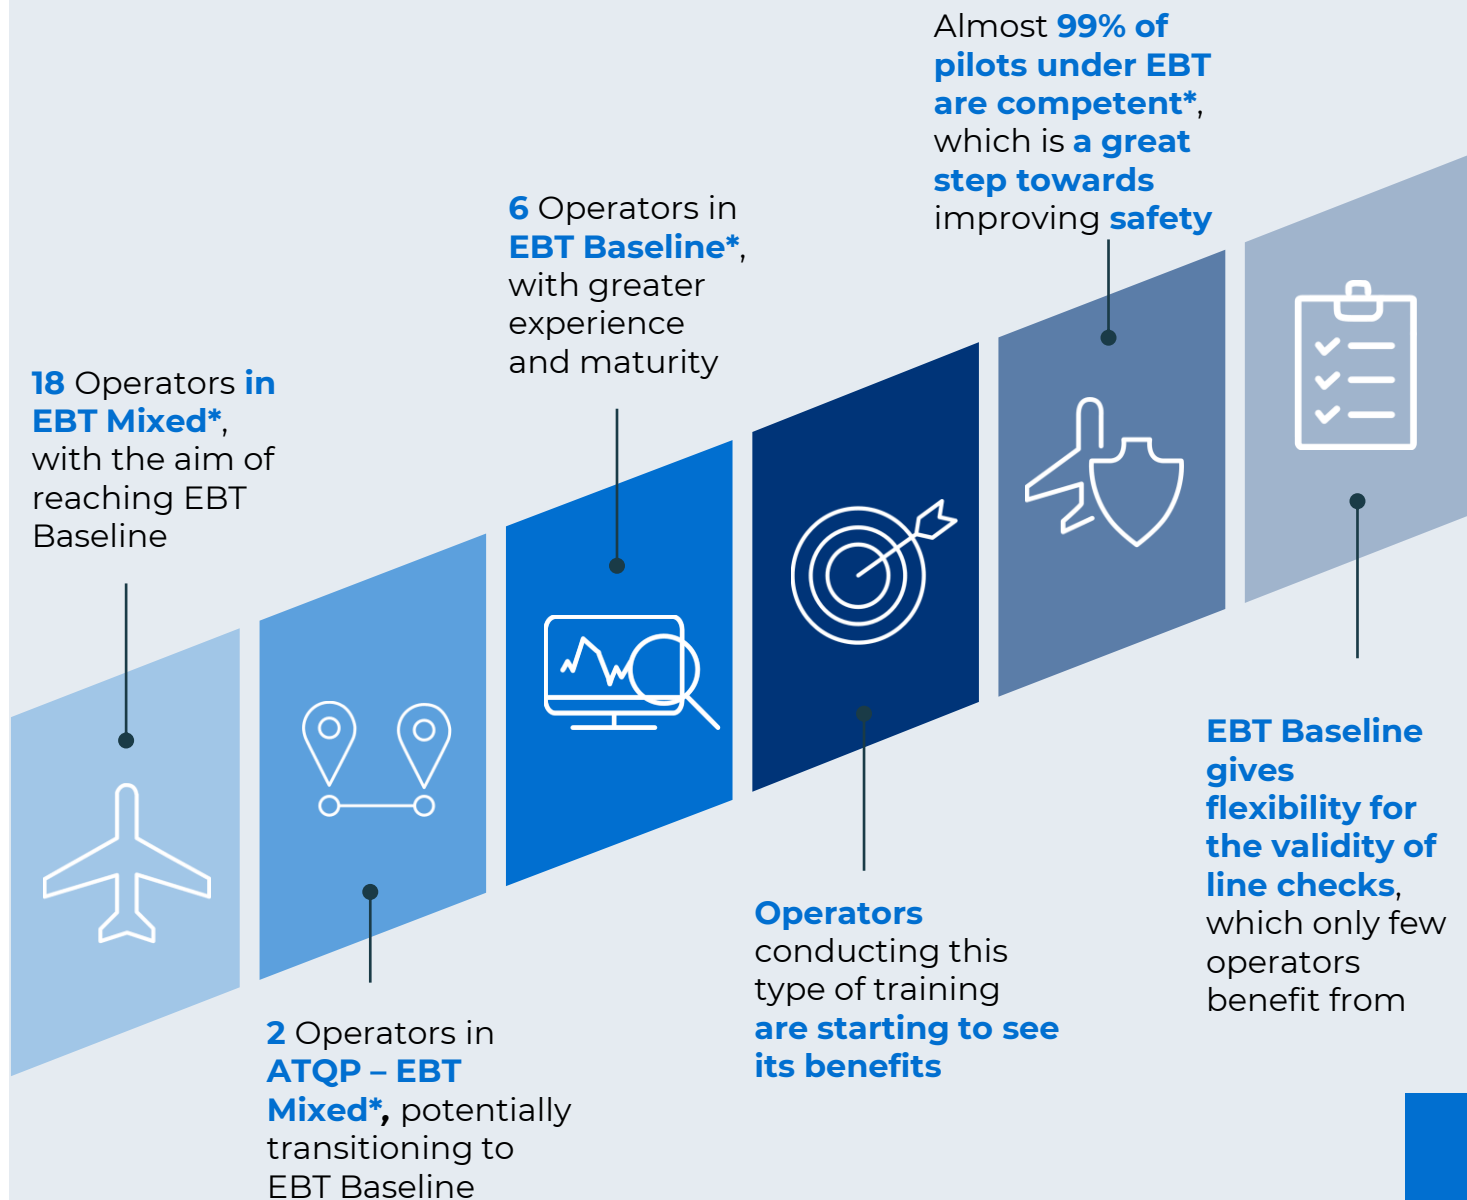 18 Operators in
EBT Mixed*,
with the aim of
reaching EBT
Baseline
2 Operators in
ATQP – EBT
Mixed*, potentially
transitioning to
EBT Baseline
6 Operators in
EBT Baseline*,
with greater
experience
and maturity
Operators
conducting this
type of training
are starting to see
its benefits
Almost 99% of
pilots under EBT
are competent*,
which is a great
step towards
improving safety
EBT Baseline
gives
flexibility for
the validity of
line checks,
which only few
operators
benefit from